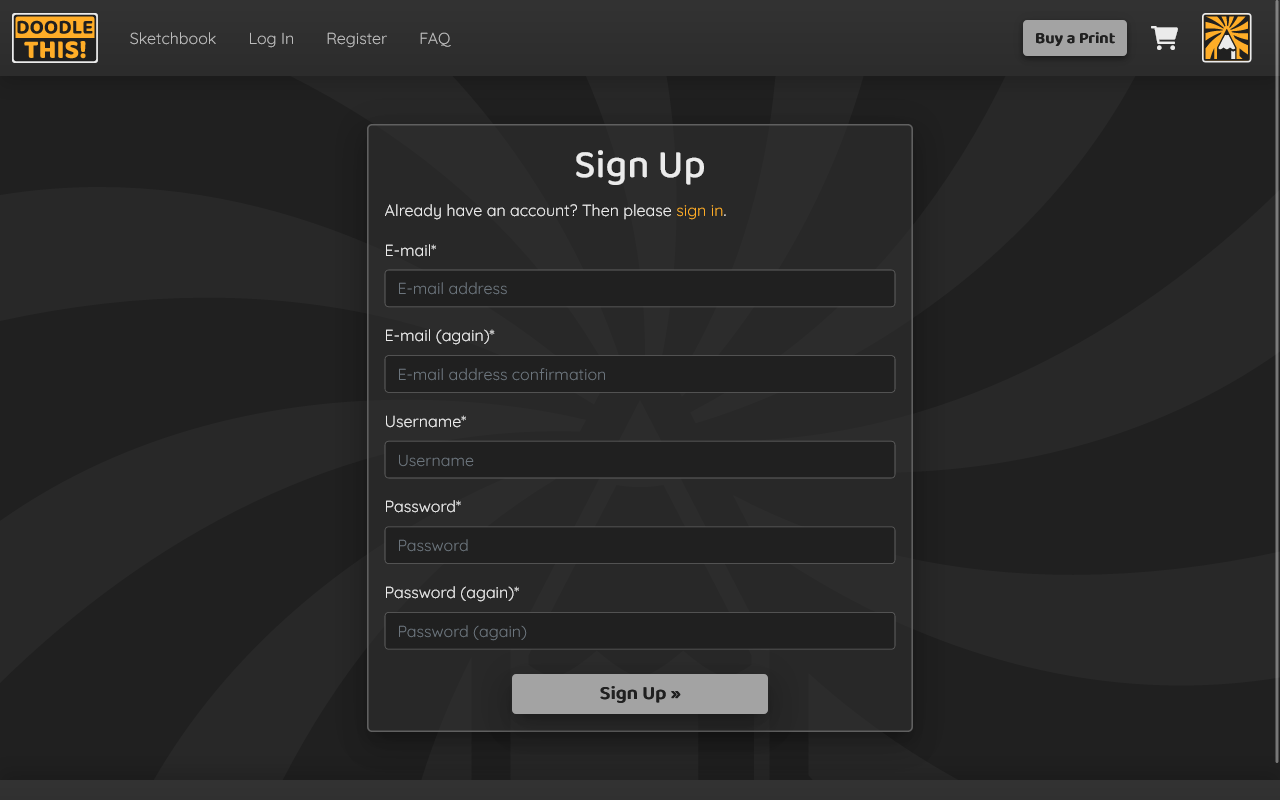 DOODLE
THIS!
Sketchbook
Log In
Register
FAQ
Buy a Print
Sign Up
Already have an account? Then please sign in.
E-mail*
E-mail address
E-mail (again)*
E-mail address confirmation
Username*
Username
Password*
Password
Password (again)*
Password (again)
Sign Up »